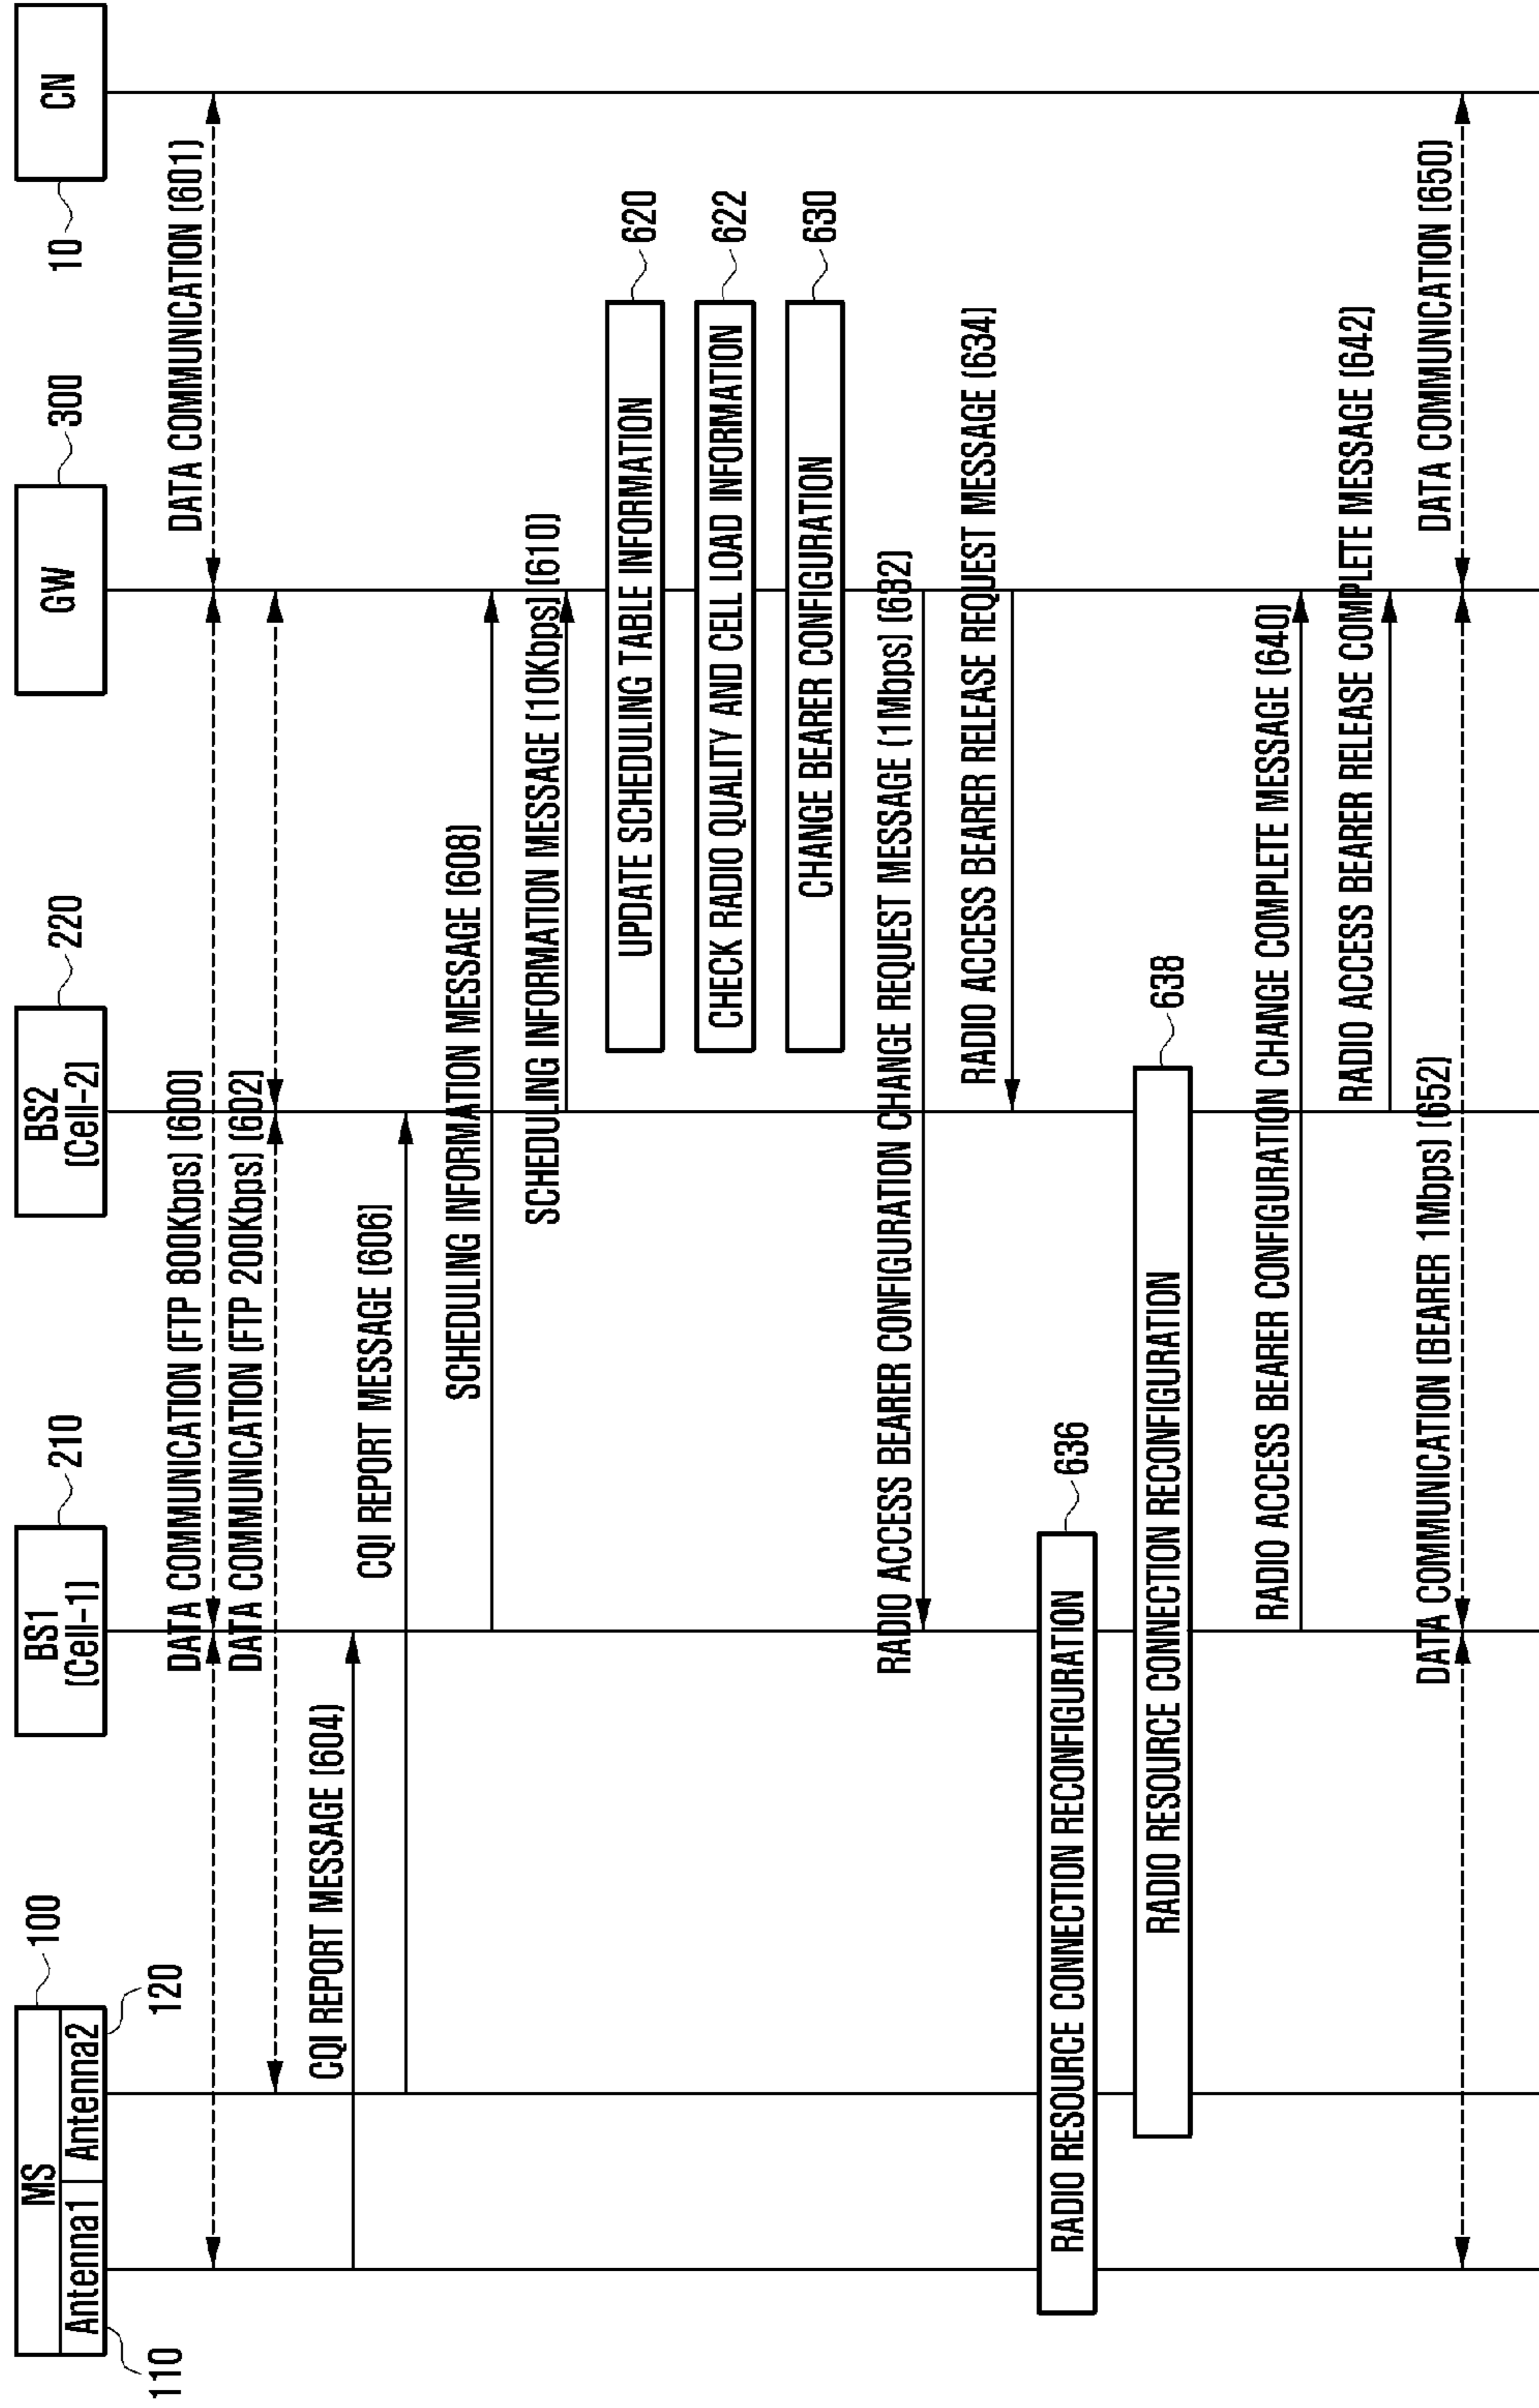 MS
100
Antenna1
Antenna2
110
120
BS1
(Cell-1)
210
BS2
(Cell-2)
220
GW
300
CN
10
DATA COMMUNICATION (FTP 800Kbps) (600)
DATA COMMUNICATION (601)
DATA COMMUNICATION (FTP 200Kbps) (602)
CQI REPORT MESSAGE (604)
CQI REPORT MESSAGE (606)
SCHEDULING INFORMATION MESSAGE (608)
SCHEDULING INFORMATION MESSAGE (10Kbps) (610)
UPDATE SCHEDULING TABLE INFORMATION
620
CHECK RADIO QUALITY AND CELL LOAD INFORMATION
622
CHANGE BEARER CONFIGURATION
630
RADIO ACCESS BEARER CONFIGURATION CHANGE REQUEST MESSAGE (1Mbps) (632)
RADIO ACCESS BEARER RELEASE REQUEST MESSAGE (634)
RADIO RESOURCE CONNECTION RECONFIGURATION
636
RADIO RESOURCE CONNECTION RECONFIGURATION
638
RADIO ACCESS BEARER CONFIGURATION CHANGE COMPLETE MESSAGE (640)
RADIO ACCESS BEARER RELEASE COMPLETE MESSAGE (642)
DATA COMMUNICATION (BEARER 1Mbps) (652)
DATA COMMUNICATION (650)